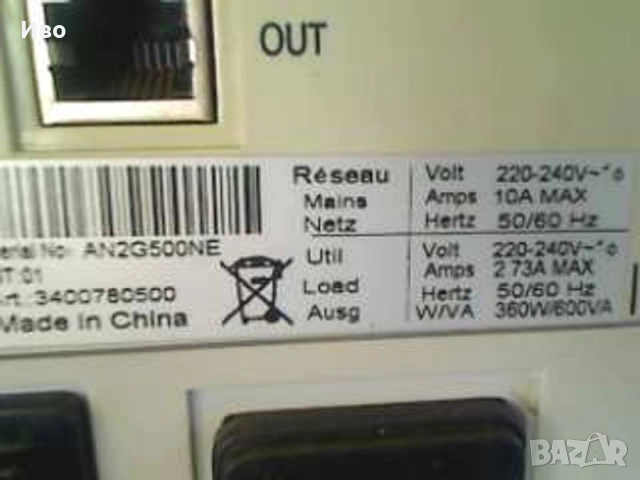 Иво
OUT
Réseau Volt 220-240V~
Mains Amps 10A MAX
Netz Hertz 50/60 Hz
erial No: AN2G500NE
Util Volt 220-240V~
Amps 2 73A MAX
T 01
rt. 3400780500
Load Hertz 50/60 Hz
Made in China
Ausg W/VA 360W/600VA
BAZAR